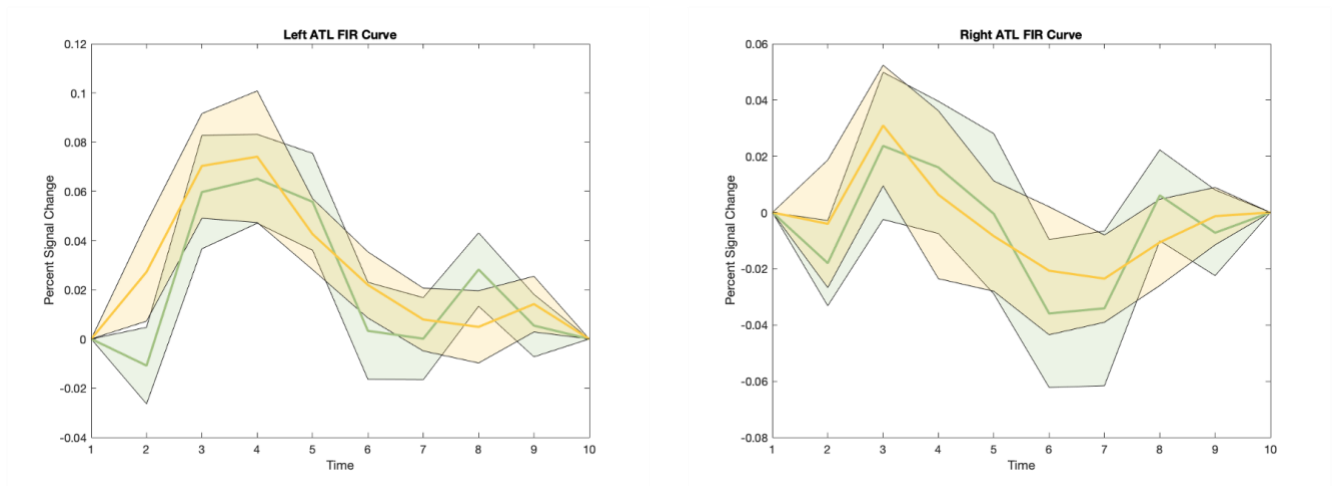 Left ATL FIR Curve
0.12
0.1
0.08
0.06
0.04
0.02
0
-0.02
-0.04
Percent Signal Change
1 2 3 4 5 6 7 8 9 10
Time
Right ATL FIR Curve
0.06
0.04
0.02
0
-0.02
-0.04
-0.06
-0.08
Percent Signal Change
1 2 3 4 5 6 7 8 9 10
Time